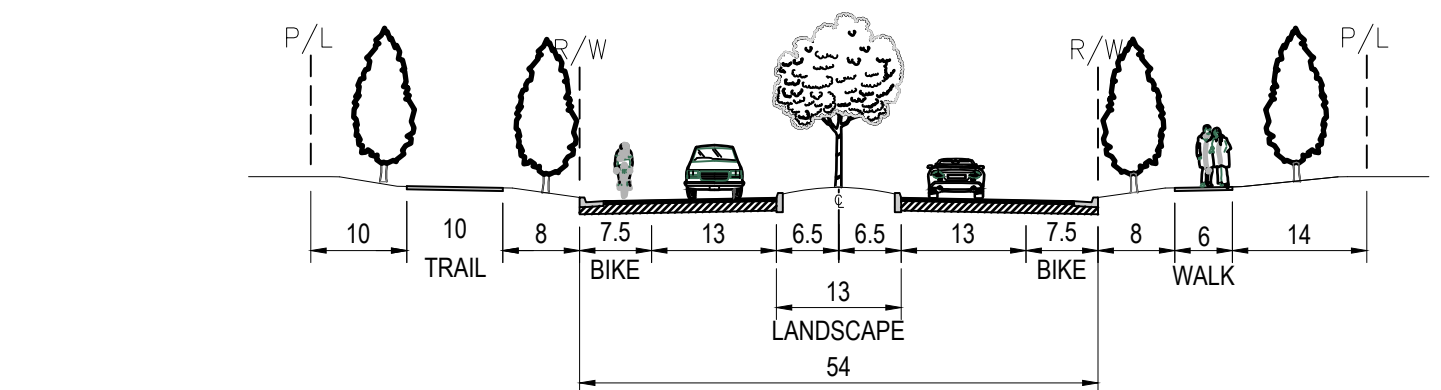 P/L R/W R/W P/L
℄
10 10 8 7.5 13 6.5 6.5 13 7.5 8 6 14
TRAIL BIKE BIKE WALK
13
LANDSCAPE
54